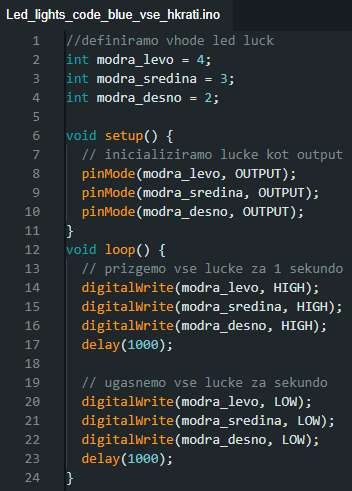 Led_lights_code_blue_vse_hkrati.ino
1 //definiramo vhode led luck
2 int modra_levo = 4;
3 int modra_sredina = 3;
4 int modra_desno = 2;
5
6 void setup() {
7 // inicializiramo lucke kot output
8 pinMode(modra_levo, OUTPUT);
9 pinMode(modra_sredina, OUTPUT);
10 pinMode(modra_desno, OUTPUT);
11 }
12 void loop() {
13 // prizgemo vse lucke za 1 sekundo
14 digitalWrite(modra_levo, HIGH);
15 digitalWrite(modra_sredina, HIGH);
16 digitalWrite(modra_desno, HIGH);
17 delay(1000);
18
19 // ugasnemo vse lucke za sekundo
20 digitalWrite(modra_levo, LOW);
21 digitalWrite(modra_sredina, LOW);
22 digitalWrite(modra_desno, LOW);
23 delay(1000);
24 }